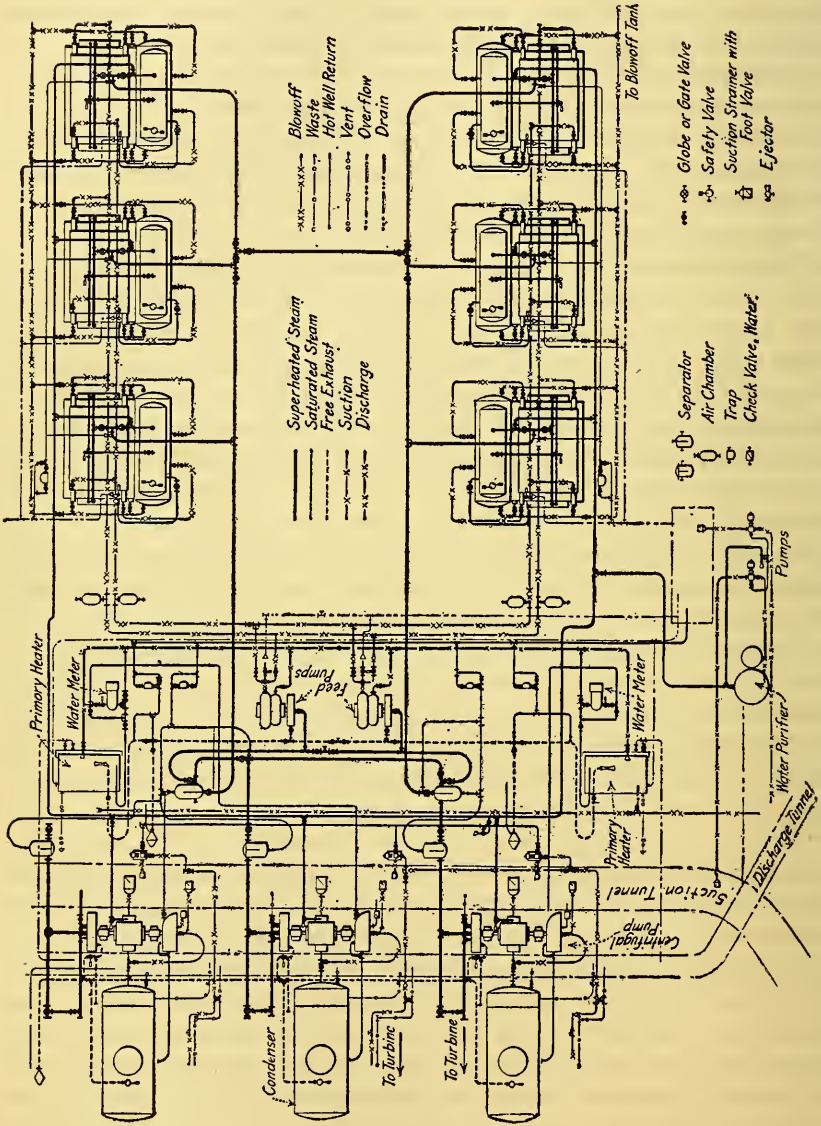 To Blowoff Tank
Blowoff
Waste
Hot Well Return
Vent
Overflow
Drain
Superheated Steam
Saturated Steam
Free Exhaust
Suction
Discharge
Globe or Gate Valve
Safety Valve
Suction Strainer with
Foot Valve
Ejector
Separator
Air Chamber
Trap
Check Valve, Water.
Primary Heater
Water Meter
Feed
Pumps
Water Meter
Primary
Heater
Pumps
Water Purifier
Discharge Tunnel
Suction Tunnel
Centrifugal
Pump
Condenser
To Turbine
To Turbine